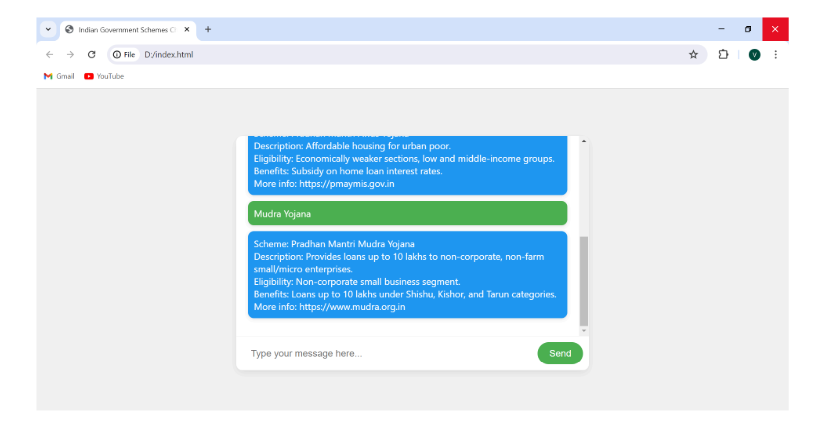 Indian Government Schemes C
File D:/index.html
V
Gmail YouTube
Description: Affordable housing for urban poor.
Eligibility: Economically weaker sections, low and middle-income groups.
Benefits: Subsidy on home loan interest rates.
More info: https://pmaymis.gov.in
Mudra Yojana
Scheme: Pradhan Mantri Mudra Yojana
Description: Provides loans up to 10 lakhs to non-corporate, non-farm
small/micro enterprises.
Eligibility: Non-corporate small business segment.
Benefits: Loans up to 10 lakhs under Shishu, Kishor, and Tarun categories.
More info: https://www.mudra.org.in
Type your message here...
Send